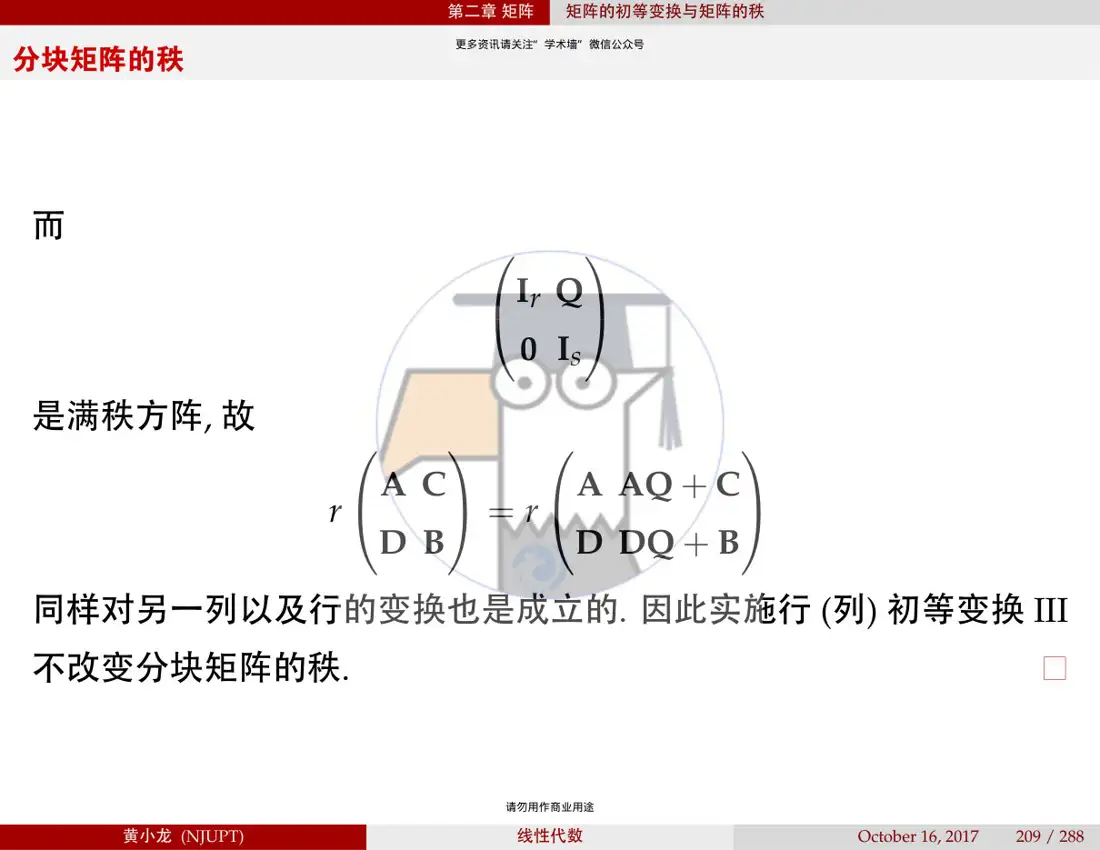 第二章 矩阵 矩阵的初等变换与矩阵的秩
更多资讯请关注“学术墙”微信公众号
分块矩阵的秩
而
( I_r Q
0 I_s )
是满秩方阵, 故
r ( A C
D B ) = r ( A AQ + C
D DQ + B )
同样对另一列以及行的变换也是成立的. 因此实施行 (列) 初等变换 III
不改变分块矩阵的秩.
请勿用作商业用途
黄小龙 (NJUPT) 线性代数 October 16, 2017 209 / 288